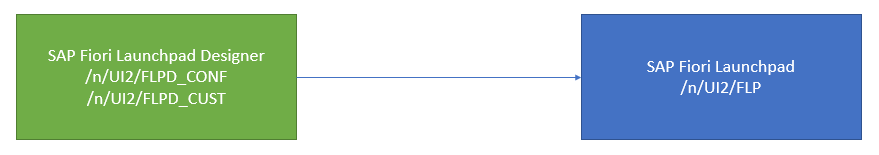 SAP Fiori Launchpad Designer
/n/UI2/FLPD_CONF
/n/UI2/FLPD_CUST
SAP Fiori Launchpad
/n/UI2/FLP